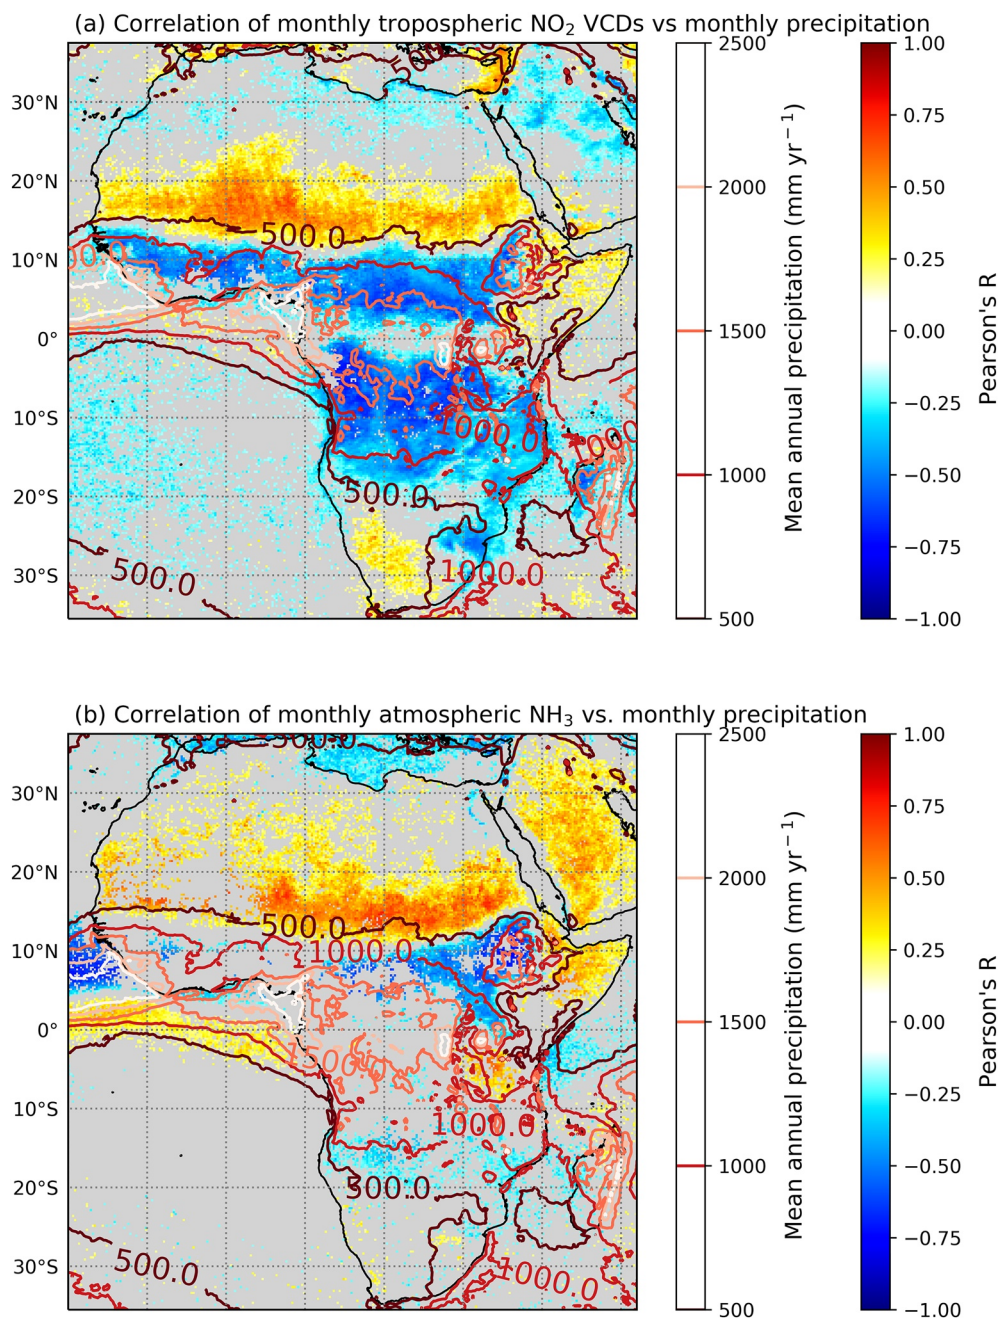 (a) Correlation of monthly tropospheric NO₂ VCDs vs monthly precipitation
30°N
20°N
10°N
0°
10°S
20°S
30°S
500.0
1000.0
500.0
1000.0
500.0
2500
2000
1500
1000
500
Mean annual precipitation (mm yr⁻¹)
1.00
0.75
0.50
0.25
0.00
−0.25
−0.50
−0.75
−1.00
Pearson's R
(b) Correlation of monthly atmospheric NH₃ vs. monthly precipitation
30°N
20°N
10°N
0°
10°S
20°S
30°S
500.0
500.0
1000.0
1000.0
500.0
500.0
1000.0
2500
2000
1500
1000
500
Mean annual precipitation (mm yr⁻¹)
1.00
0.75
0.50
0.25
0.00
−0.25
−0.50
−0.75
−1.00
Pearson's R